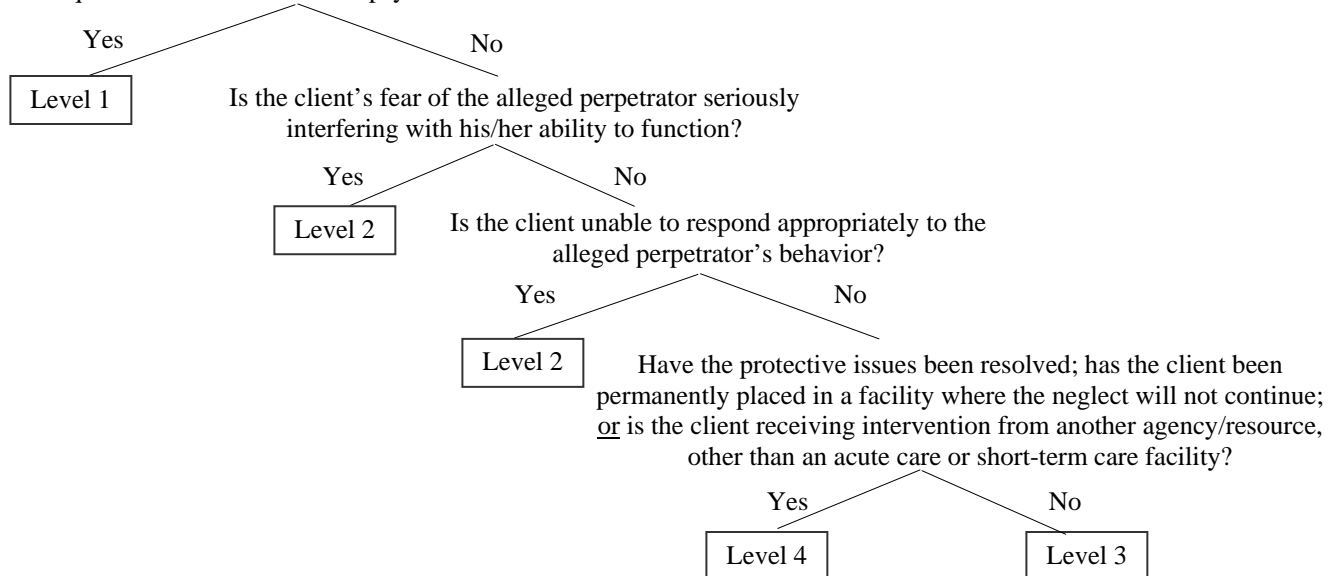 Yes
No
Level 1
Is the client’s fear of the alleged perpetrator seriously
interfering with his/her ability to function?
Yes
No
Level 2
Is the client unable to respond appropriately to the
alleged perpetrator’s behavior?
Yes
No
Level 2
Have the protective issues been resolved; has the client been
permanently placed in a facility where the neglect will not continue;
or is the client receiving intervention from another agency/resource,
other than an acute care or short-term care facility?
Yes
No
Level 4
Level 3